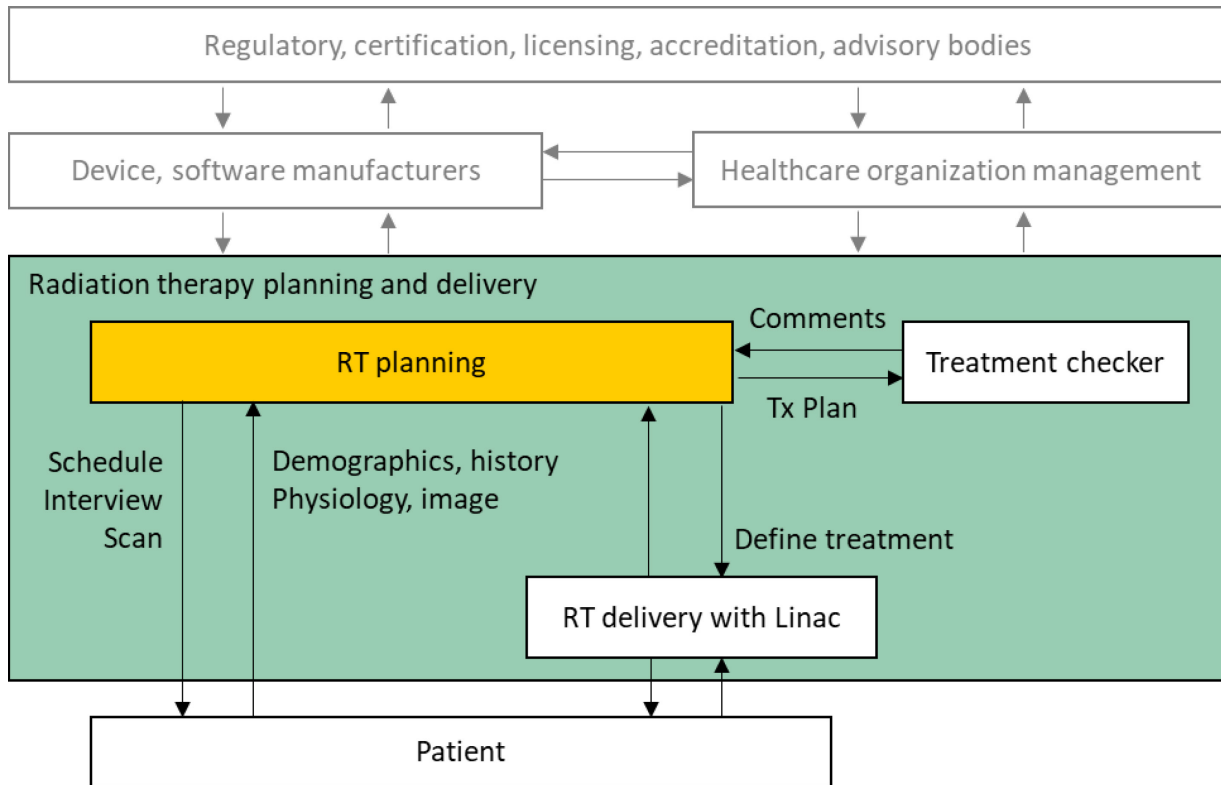 Regulatory, certification, licensing, accreditation, advisory bodies
Device, software manufacturers
Healthcare organization management
Radiation therapy planning and delivery
RT planning
Comments
Treatment checker
Tx Plan
Schedule
Interview
Scan
Demographics, history
Physiology, image
Define treatment
RT delivery with Linac
Patient